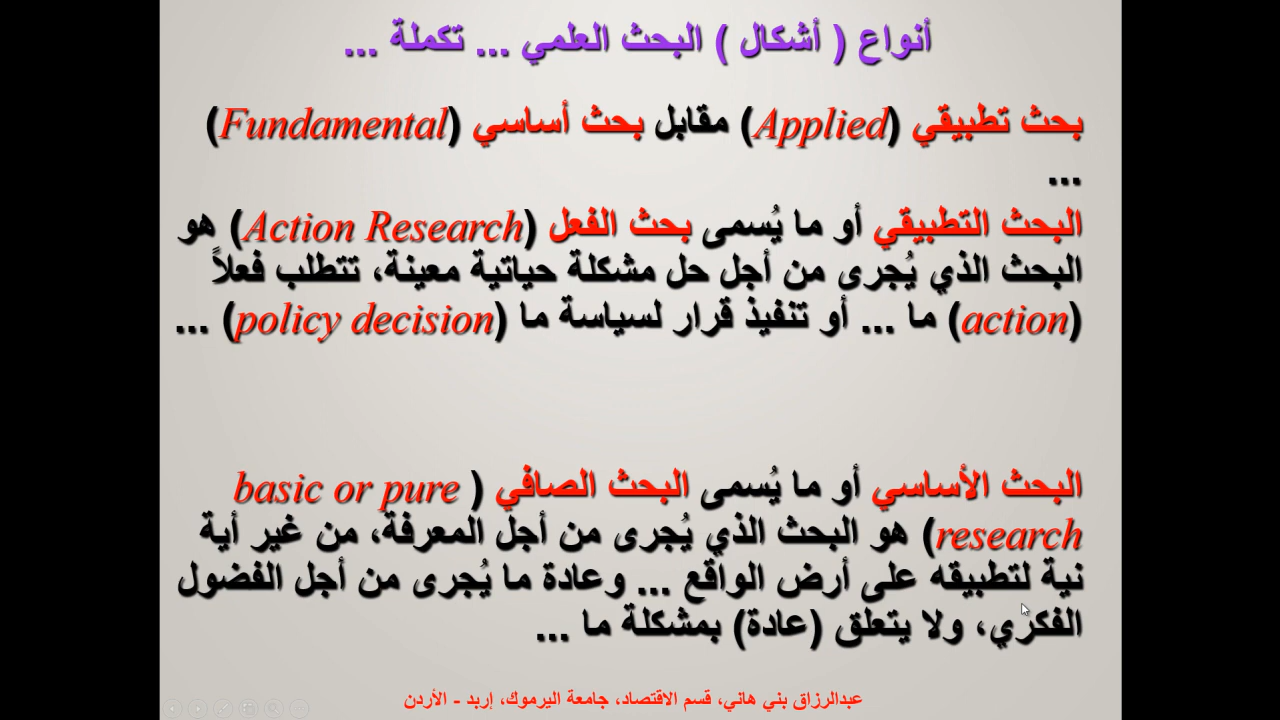 أنواع ( أشكال ) البحث العلمي ... تكملة ...
بحث تطبيقي (Applied) مقابل بحث أساسي (Fundamental)
...
البحث التطبيقي أو ما يُسمى بحث الفعل (Action Research) هو
البحث الذي يُجرى من أجل حل مشكلة حياتية معينة، تتطلب فعلاً
(action) ما ... أو تنفيذ قرار لسياسة ما (policy decision) ...
البحث الأساسي أو ما يُسمى البحث الصافي ( basic or pure
research) هو البحث الذي يُجرى من أجل المعرفة، من غير أية
نية لتطبيقه على أرض الواقع ... وعادة ما يُجرى من أجل الفضول
الفكري، ولا يتعلق (عادة) بمشكلة ما ...
عبدالرزاق بني هاني، قسم الاقتصاد، جامعة اليرموك، إربد - الأردن